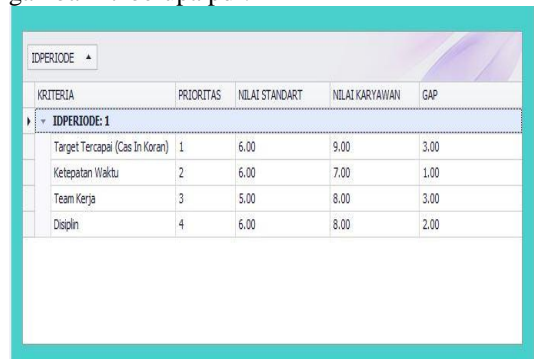 IDPERIODE
KRITERIA PRIORITAS NILAI STANDART NILAI KARYAWAN GAP
IDPERIODE: 1
Target Tercapai (Cas In Koran) 1 6.00 9.00 3.00
Ketepatan Waktu 2 6.00 7.00 1.00
Team Kerja 3 5.00 8.00 3.00
Disiplin 4 6.00 8.00 2.00